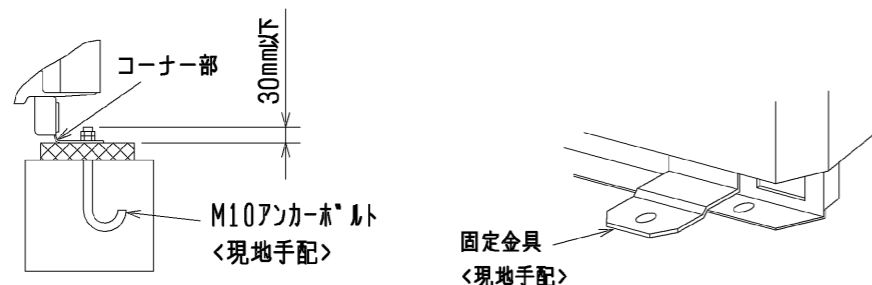 コーナー部
30mm以下
M10アンカーボルト
<現地手配>
固定金具
<現地手配>